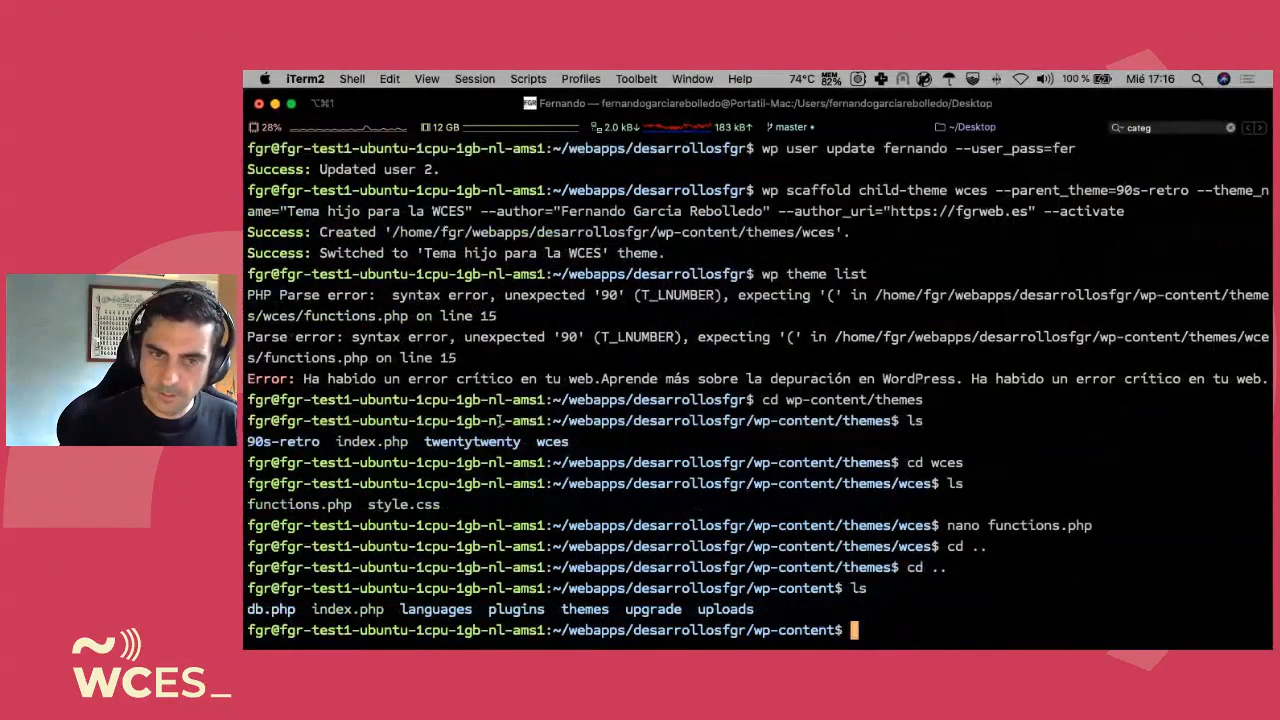 iTerm2 Shell Edit View Session Scripts Profiles Toolbelt Window Help 74°C MEM 82% 100 % Mié 17:16
⌥⌘1 FGR Fernando — fernandogarciarebolledo@Portatil-Mac:/Users/fernandogarciarebolledo/Desktop
28% 12 GB 2.0 kB↓ 183 kB↑ master • ~/Desktop categ
fgr@fgr-test1-ubuntu-1cpu-1gb-nl-ams1:~/webapps/desarrollosfgr$ wp user update fernando --user_pass=fer
Success: Updated user 2.
fgr@fgr-test1-ubuntu-1cpu-1gb-nl-ams1:~/webapps/desarrollosfgr$ wp scaffold child-theme wces --parent_theme=90s-retro --theme_n
ame="Tema hijo para la WCES" --author="Fernando Garcia Rebolledo" --author_uri="https://fgrweb.es" --activate
Success: Created '/home/fgr/webapps/desarrollosfgr/wp-content/themes/wces'.
Success: Switched to 'Tema hijo para la WCES' theme.
fgr@fgr-test1-ubuntu-1cpu-1gb-nl-ams1:~/webapps/desarrollosfgr$ wp theme list
PHP Parse error:  syntax error, unexpected '90' (T_LNUMBER), expecting '(' in /home/fgr/webapps/desarrollosfgr/wp-content/theme
s/wces/functions.php on line 15
Parse error: syntax error, unexpected '90' (T_LNUMBER), expecting '(' in /home/fgr/webapps/desarrollosfgr/wp-content/themes/wce
s/functions.php on line 15
Error: Ha habido un error crítico en tu web.Aprende más sobre la depuración en WordPress. Ha habido un error crítico en tu web.
fgr@fgr-test1-ubuntu-1cpu-1gb-nl-ams1:~/webapps/desarrollosfgr$ cd wp-content/themes
fgr@fgr-test1-ubuntu-1cpu-1gb-nl-ams1:~/webapps/desarrollosfgr/wp-content/themes$ ls
90s-retro index.php twentytwenty wces
fgr@fgr-test1-ubuntu-1cpu-1gb-nl-ams1:~/webapps/desarrollosfgr/wp-content/themes$ cd wces
fgr@fgr-test1-ubuntu-1cpu-1gb-nl-ams1:~/webapps/desarrollosfgr/wp-content/themes/wces$ ls
functions.php style.css
fgr@fgr-test1-ubuntu-1cpu-1gb-nl-ams1:~/webapps/desarrollosfgr/wp-content/themes/wces$ nano functions.php
fgr@fgr-test1-ubuntu-1cpu-1gb-nl-ams1:~/webapps/desarrollosfgr/wp-content/themes/wces$ cd ..
fgr@fgr-test1-ubuntu-1cpu-1gb-nl-ams1:~/webapps/desarrollosfgr/wp-content/themes$ cd ..
fgr@fgr-test1-ubuntu-1cpu-1gb-nl-ams1:~/webapps/desarrollosfgr/wp-content$ ls
db.php index.php languages plugins themes upgrade uploads
fgr@fgr-test1-ubuntu-1cpu-1gb-nl-ams1:~/webapps/desarrollosfgr/wp-content$
WCES_